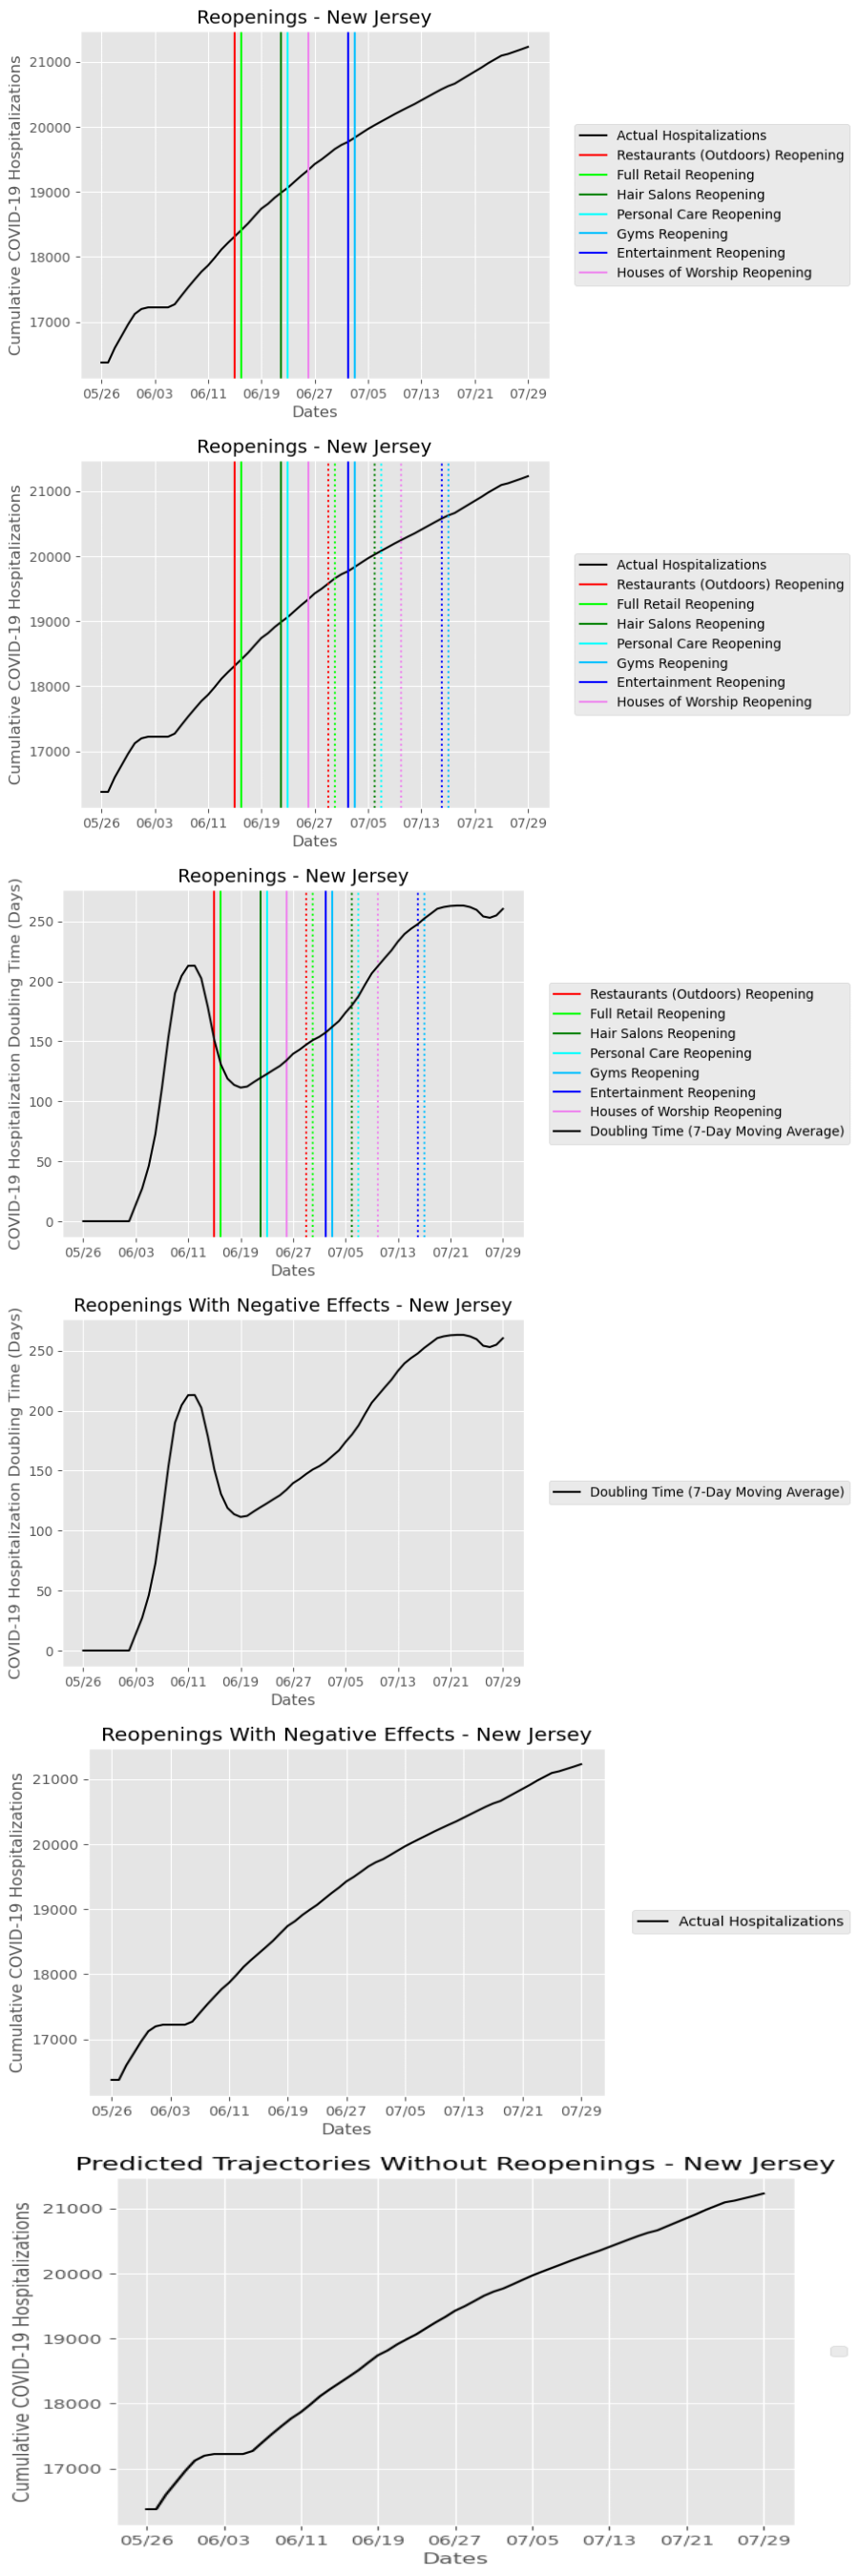 Reopenings - New Jersey
Cumulative COVID-19 Hospitalizations
21000
20000
19000
18000
17000
05/26 06/03 06/11 06/19 06/27 07/05 07/13 07/21 07/29
Dates
Actual Hospitalizations
Restaurants (Outdoors) Reopening
Full Retail Reopening
Hair Salons Reopening
Personal Care Reopening
Gyms Reopening
Entertainment Reopening
Houses of Worship Reopening
Reopenings - New Jersey
Cumulative COVID-19 Hospitalizations
21000
20000
19000
18000
17000
05/26 06/03 06/11 06/19 06/27 07/05 07/13 07/21 07/29
Dates
Actual Hospitalizations
Restaurants (Outdoors) Reopening
Full Retail Reopening
Hair Salons Reopening
Personal Care Reopening
Gyms Reopening
Entertainment Reopening
Houses of Worship Reopening
Reopenings - New Jersey
COVID-19 Hospitalization Doubling Time (Days)
250
200
150
100
50
0
05/26 06/03 06/11 06/19 06/27 07/05 07/13 07/21 07/29
Dates
Restaurants (Outdoors) Reopening
Full Retail Reopening
Hair Salons Reopening
Personal Care Reopening
Gyms Reopening
Entertainment Reopening
Houses of Worship Reopening
Doubling Time (7-Day Moving Average)
Reopenings With Negative Effects - New Jersey
COVID-19 Hospitalization Doubling Time (Days)
250
200
150
100
50
0
05/26 06/03 06/11 06/19 06/27 07/05 07/13 07/21 07/29
Dates
Doubling Time (7-Day Moving Average)
Reopenings With Negative Effects - New Jersey
Cumulative COVID-19 Hospitalizations
21000
20000
19000
18000
17000
05/26 06/03 06/11 06/19 06/27 07/05 07/13 07/21 07/29
Dates
Actual Hospitalizations
Predicted Trajectories Without Reopenings - New Jersey
Cumulative COVID-19 Hospitalizations
21000
20000
19000
18000
17000
05/26 06/03 06/11 06/19 06/27 07/05 07/13 07/21 07/29
Dates